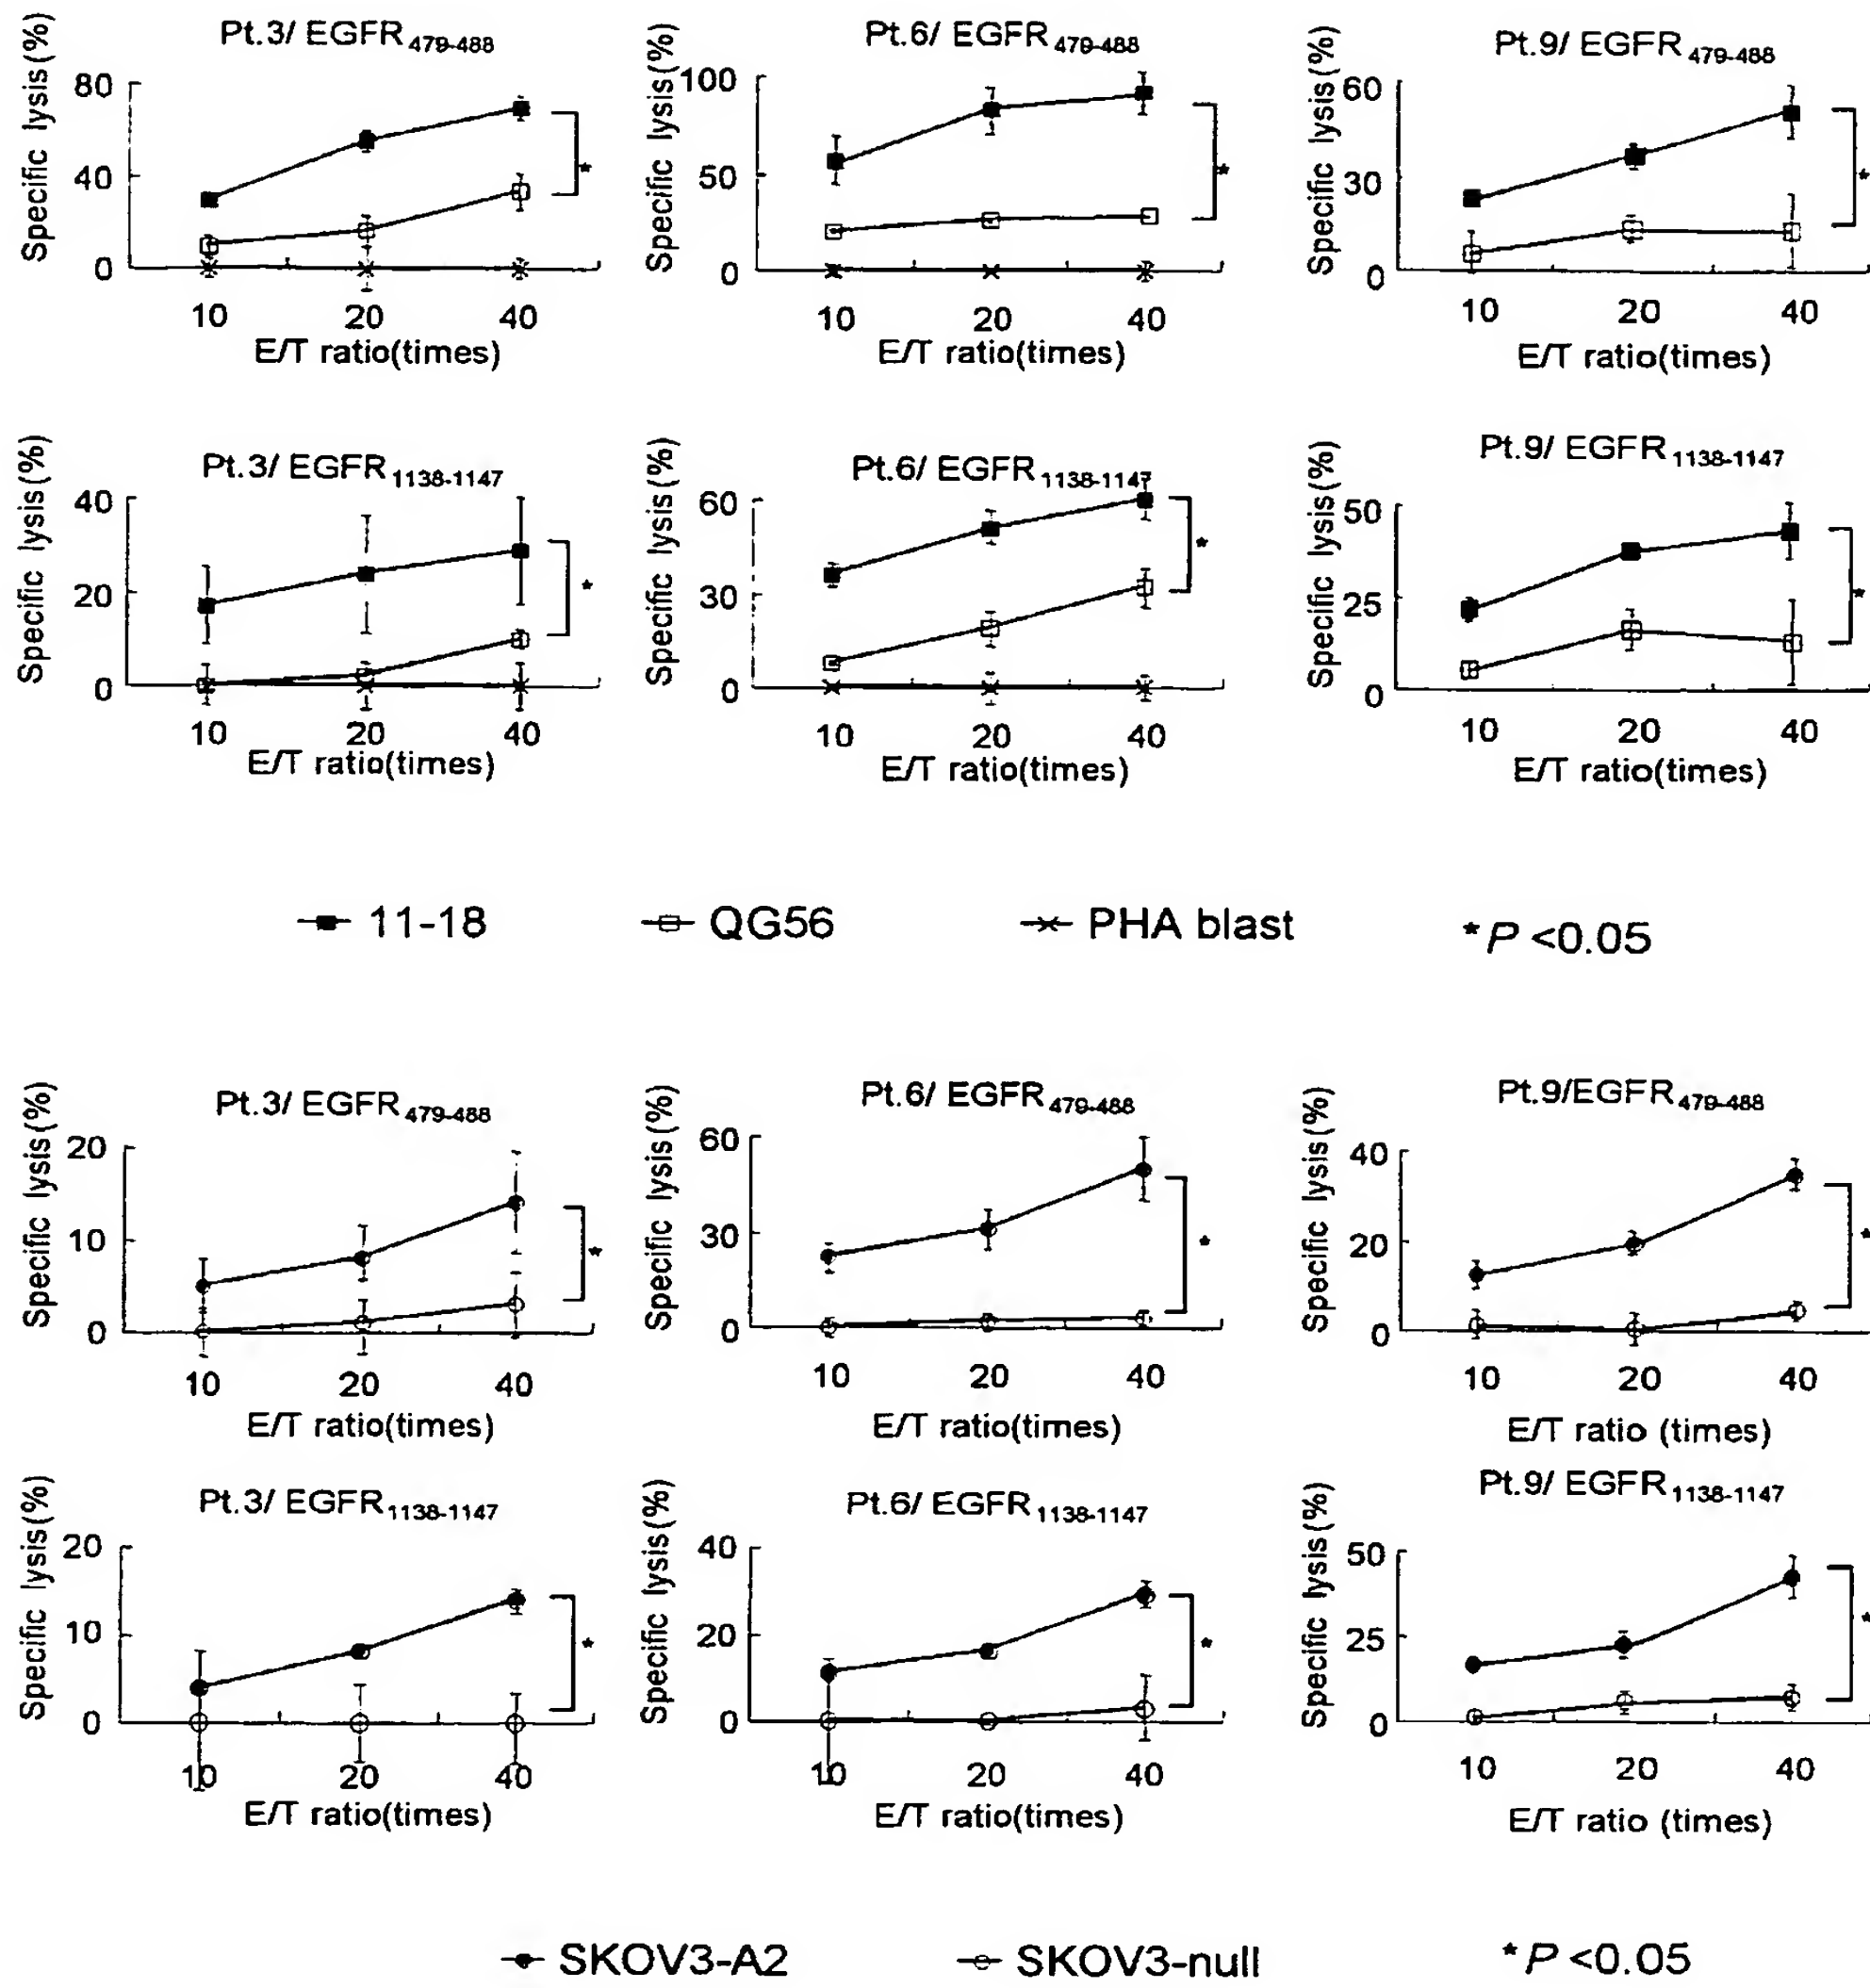 Pt.3/ EGFR479-488
Specific lysis(%)
80
40
0
10 20 40
E/T ratio(times)
*
Pt.6/ EGFR479-488
Specific lysis(%)
100
50
0
10 20 40
E/T ratio(times)
*
Pt.9/ EGFR479-488
Specific lysis(%)
60
30
0
10 20 40
E/T ratio(times)
*
Pt.3/ EGFR1138-1147
Specific lysis(%)
40
20
0
10 20 40
E/T ratio(times)
*
Pt.6/ EGFR1138-1147
Specific lysis(%)
60
30
0
10 20 40
E/T ratio(times)
*
Pt.9/ EGFR1138-1147
Specific lysis(%)
50
25
0
10 20 40
E/T ratio(times)
*
11-18 QG56 PHA blast *P <0.05
Pt.3/ EGFR479-488
Specific lysis(%)
20
10
0
10 20 40
E/T ratio(times)
*
Pt.6/ EGFR479-488
Specific lysis(%)
60
30
0
10 20 40
E/T ratio(times)
*
Pt.9/EGFR479-488
Specific lysis(%)
40
20
0
10 20 40
E/T ratio (times)
*
Pt.3/ EGFR1138-1147
Specific lysis(%)
20
10
0
10 20 40
E/T ratio(times)
*
Pt.6/ EGFR1138-1147
Specific lysis(%)
40
20
0
10 20 40
E/T ratio(times)
*
Pt.9/ EGFR1138-1147
Specific lysis(%)
50
25
0
10 20 40
E/T ratio (times)
*
SKOV3-A2 SKOV3-null *P <0.05